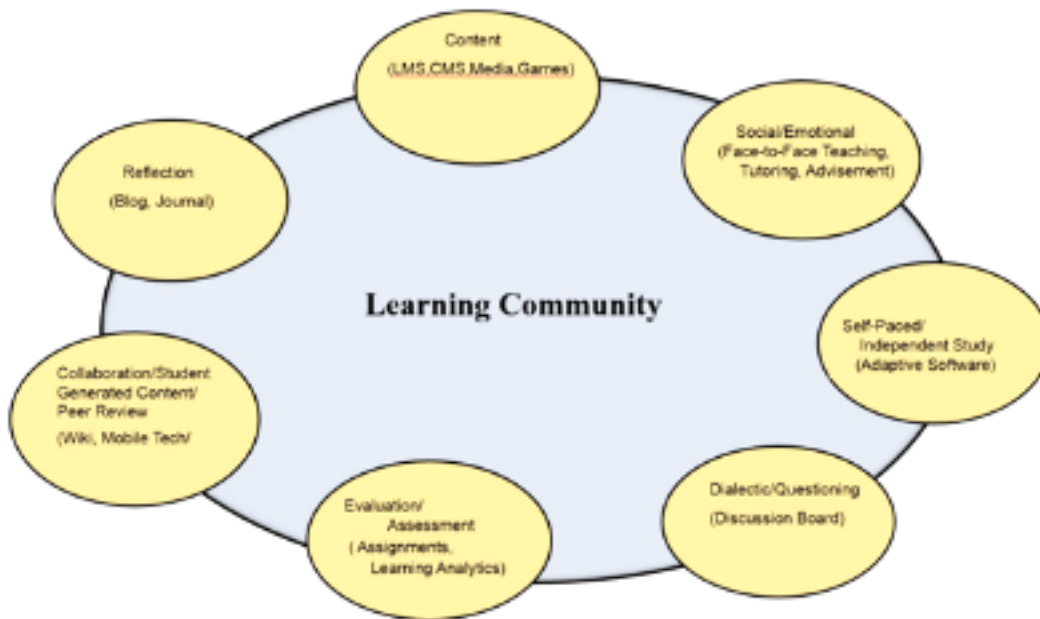 Content
(LMS,CMS,Media,Games)
Social/Emotional
(Face-to-Face Teaching,
Tutoring, Advisement)
Reflection
(Blog, Journal)
Learning Community
Self-Paced/
Independent Study
(Adaptive Software)
Collaboration/Student
Generated Content/
Peer Review
(Wiki, Mobile Tech/
Dialectic/Questioning
(Discussion Board)
Evaluation/
Assessment
( Assignments,
Learning Analytics)